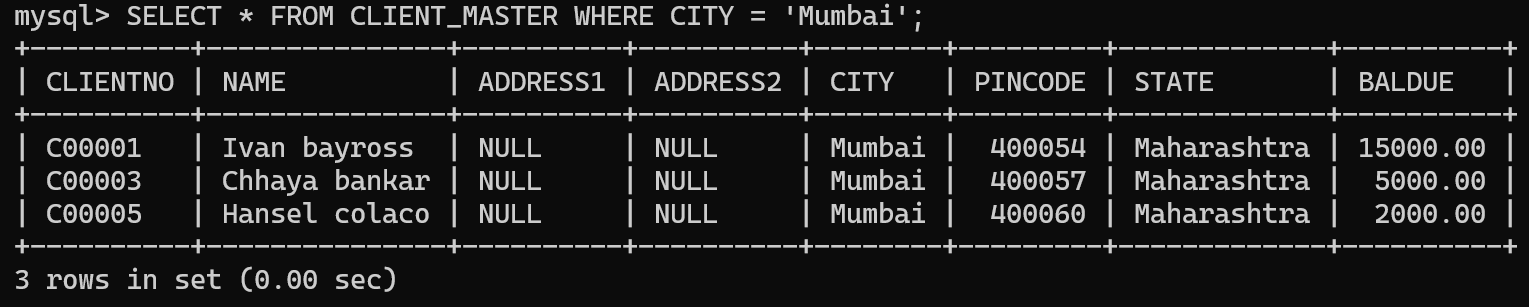 mysql> SELECT * FROM CLIENT_MASTER WHERE CITY = 'Mumbai';
+----------+---------------+----------+----------+--------+---------+-------------+----------+
| CLIENTNO | NAME          | ADDRESS1 | ADDRESS2 | CITY   | PINCODE | STATE       | BALDUE   |
+----------+---------------+----------+----------+--------+---------+-------------+----------+
| C00001   | Ivan bayross  | NULL     | NULL     | Mumbai |  400054 | Maharashtra | 15000.00 |
| C00003   | Chhaya bankar | NULL     | NULL     | Mumbai |  400057 | Maharashtra |  5000.00 |
| C00005   | Hansel colaco | NULL     | NULL     | Mumbai |  400060 | Maharashtra |  2000.00 |
+----------+---------------+----------+----------+--------+---------+-------------+----------+
3 rows in set (0.00 sec)